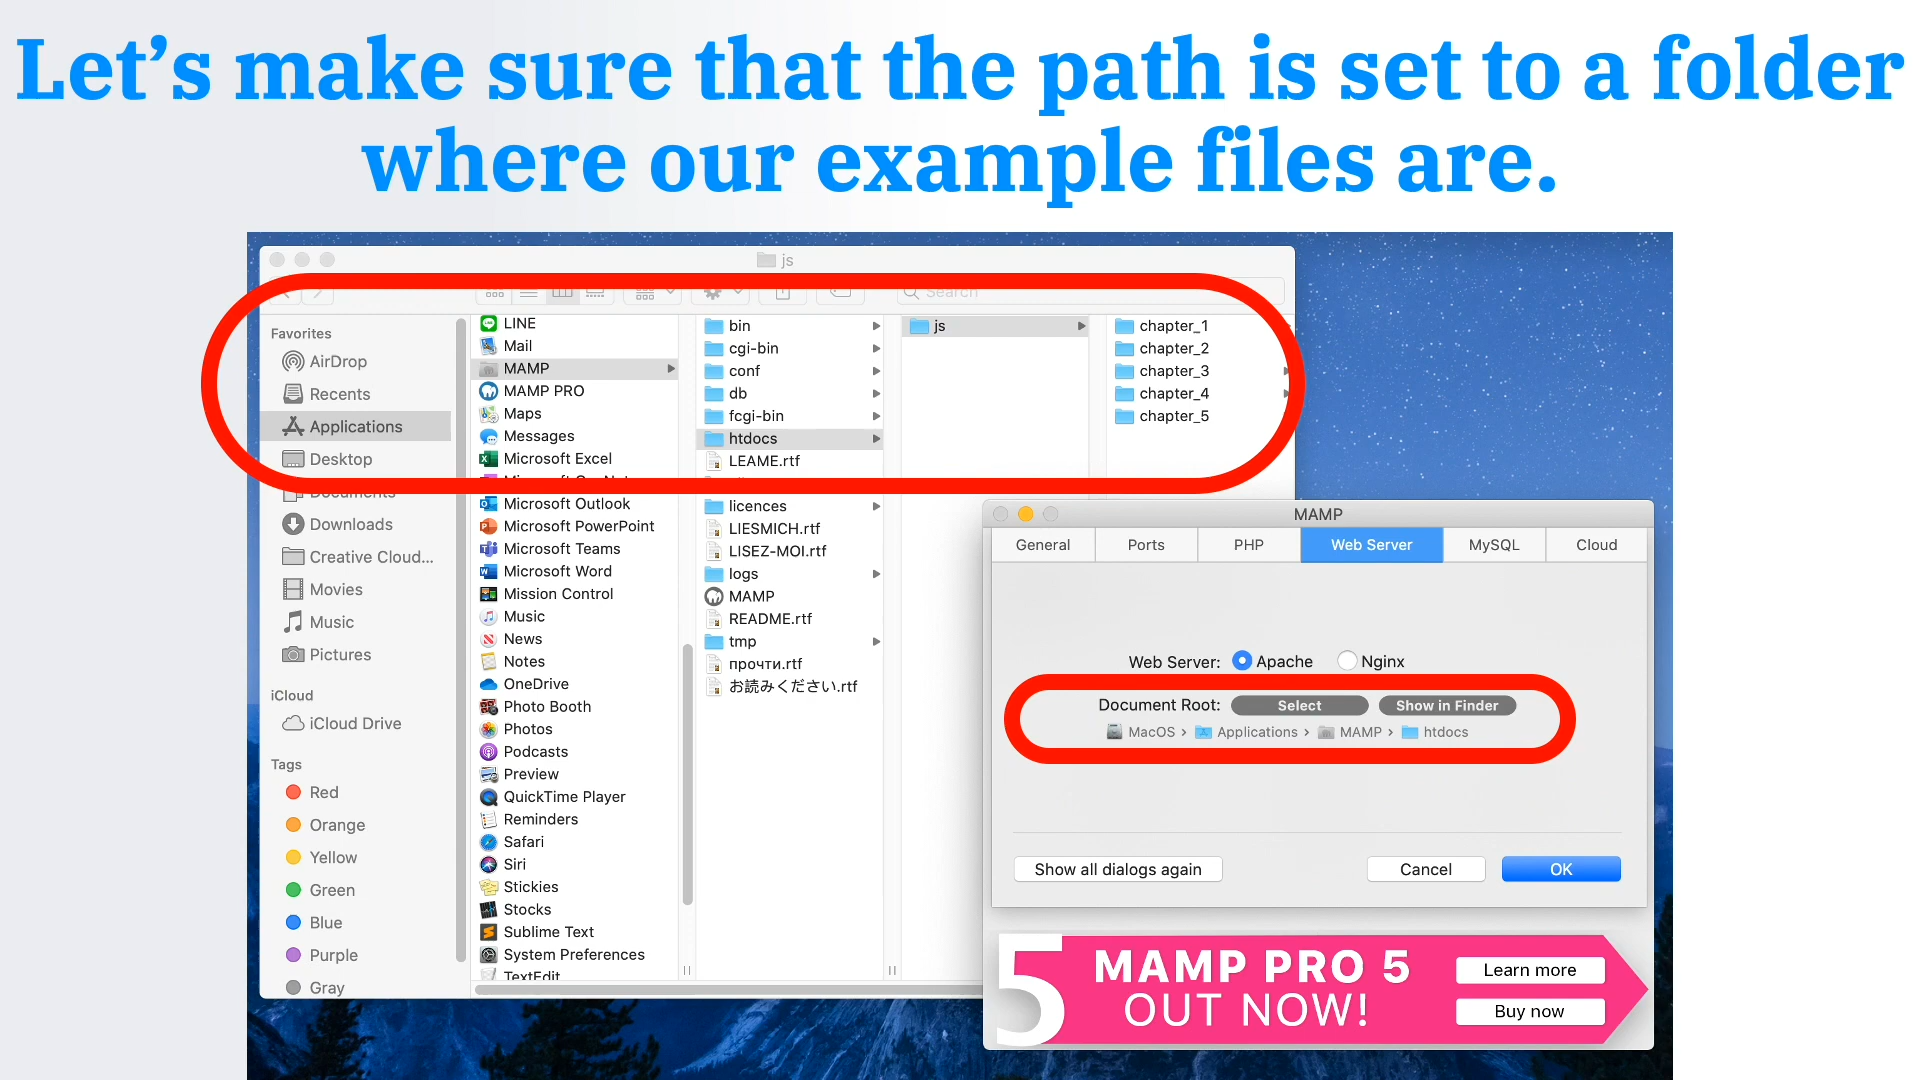 Let's make sure that the path is set to a folder
where our example files are.
js
Search
Favorites
AirDrop
Recents
Applications
Desktop
Documents
Downloads
Creative Cloud...
Movies
Music
Pictures
iCloud
iCloud Drive
Tags
Red
Orange
Yellow
Green
Blue
Purple
Gray
LINE
Mail
MAMP
MAMP PRO
Maps
Messages
Microsoft Excel
Microsoft Outlook
Microsoft PowerPoint
Microsoft Teams
Microsoft Word
Mission Control
Music
News
Notes
OneDrive
Photo Booth
Photos
Podcasts
Preview
QuickTime Player
Reminders
Safari
Siri
Stickies
Stocks
Sublime Text
System Preferences
TextEdit
bin
cgi-bin
conf
db
fcgi-bin
htdocs
LEAME.rtf
licences
LIESMICH.rtf
LISEZ-MOI.rtf
logs
MAMP
README.rtf
tmp
прочти.rtf
お読みください.rtf
js
chapter_1
chapter_2
chapter_3
chapter_4
chapter_5
MAMP
General Ports PHP Web Server MySQL Cloud
Web Server: Apache Nginx
Document Root: Select Show in Finder
MacOS › Applications › MAMP › htdocs
Show all dialogs again Cancel OK
5
MAMP PRO 5
OUT NOW!
Learn more
Buy now